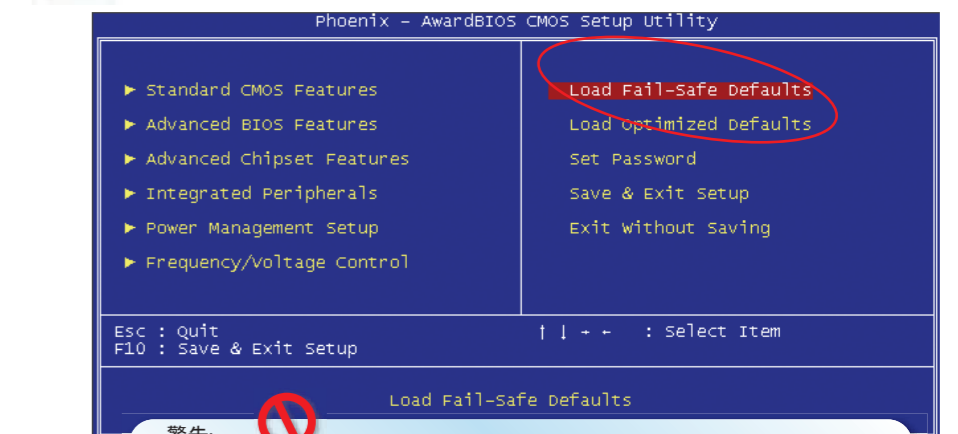 Phoenix - AwardBIOS CMOS Setup Utility
► Standard CMOS Features
► Advanced BIOS Features
► Advanced Chipset Features
► Integrated Peripherals
► Power Management Setup
► Frequency/Voltage Control
Load Fail-Safe Defaults
Load Optimized Defaults
Set Password
Save & Exit Setup
Exit Without Saving
Esc : Quit
F10 : Save & Exit Setup
↑ ↓ → ← : Select Item
Load Fail-Safe Defaults
警告: